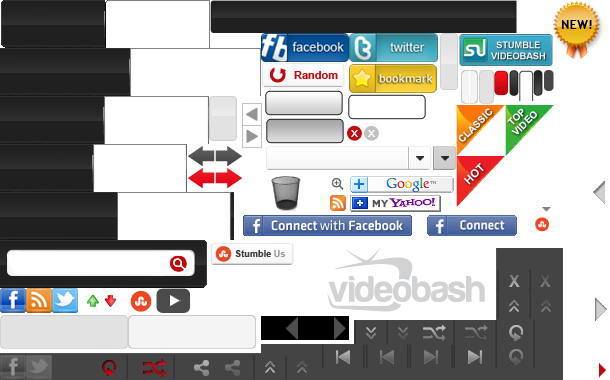 NEW!
facebook
twitter
STUMBLE
VIDEOBASH
Random
bookmark
CLASSIC
TOP
VIDEO
HOT
Google™
MY YAHOO!
Connect with Facebook
Connect
Stumble Us
videobash